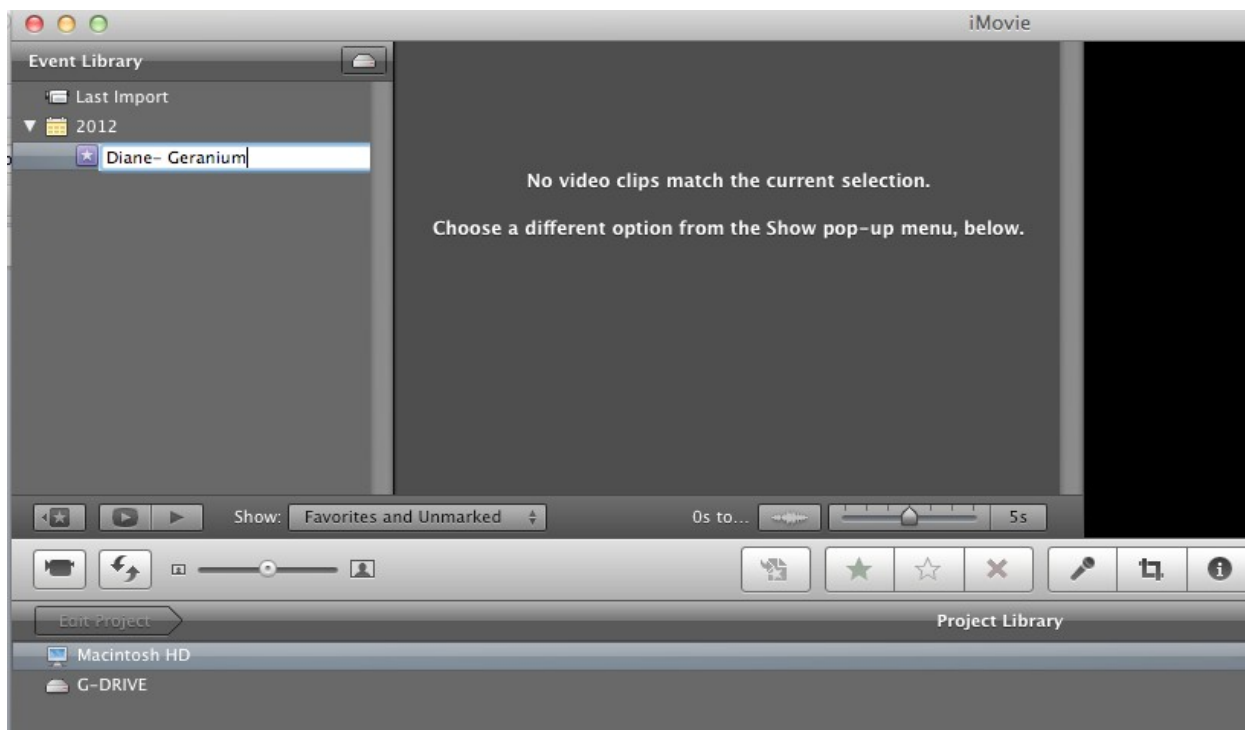 iMovie
Event Library
Last Import
2012
Diane- Geranium
No video clips match the current selection.
Choose a different option from the Show pop-up menu, below.
Show: Favorites and Unmarked
0s to...
5s
Edit Project
Project Library
Macintosh HD
G-DRIVE